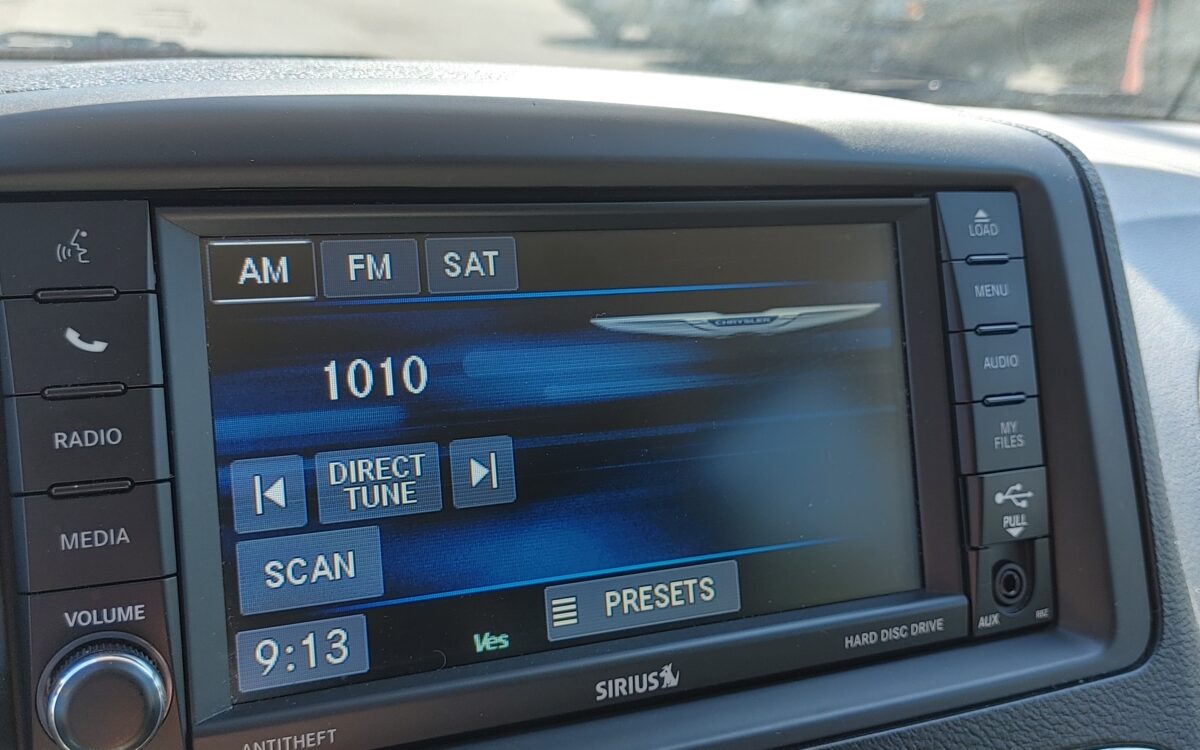 AM
FM
SAT
CHRYSLER
1010
DIRECT
TUNE
SCAN
PRESETS
9:13
Ves
RADIO
MEDIA
VOLUME
ANTITHEFT
SIRIUS
HARD DISC DRIVE
LOAD
MENU
AUDIO
MY
FILES
PULL
AUX